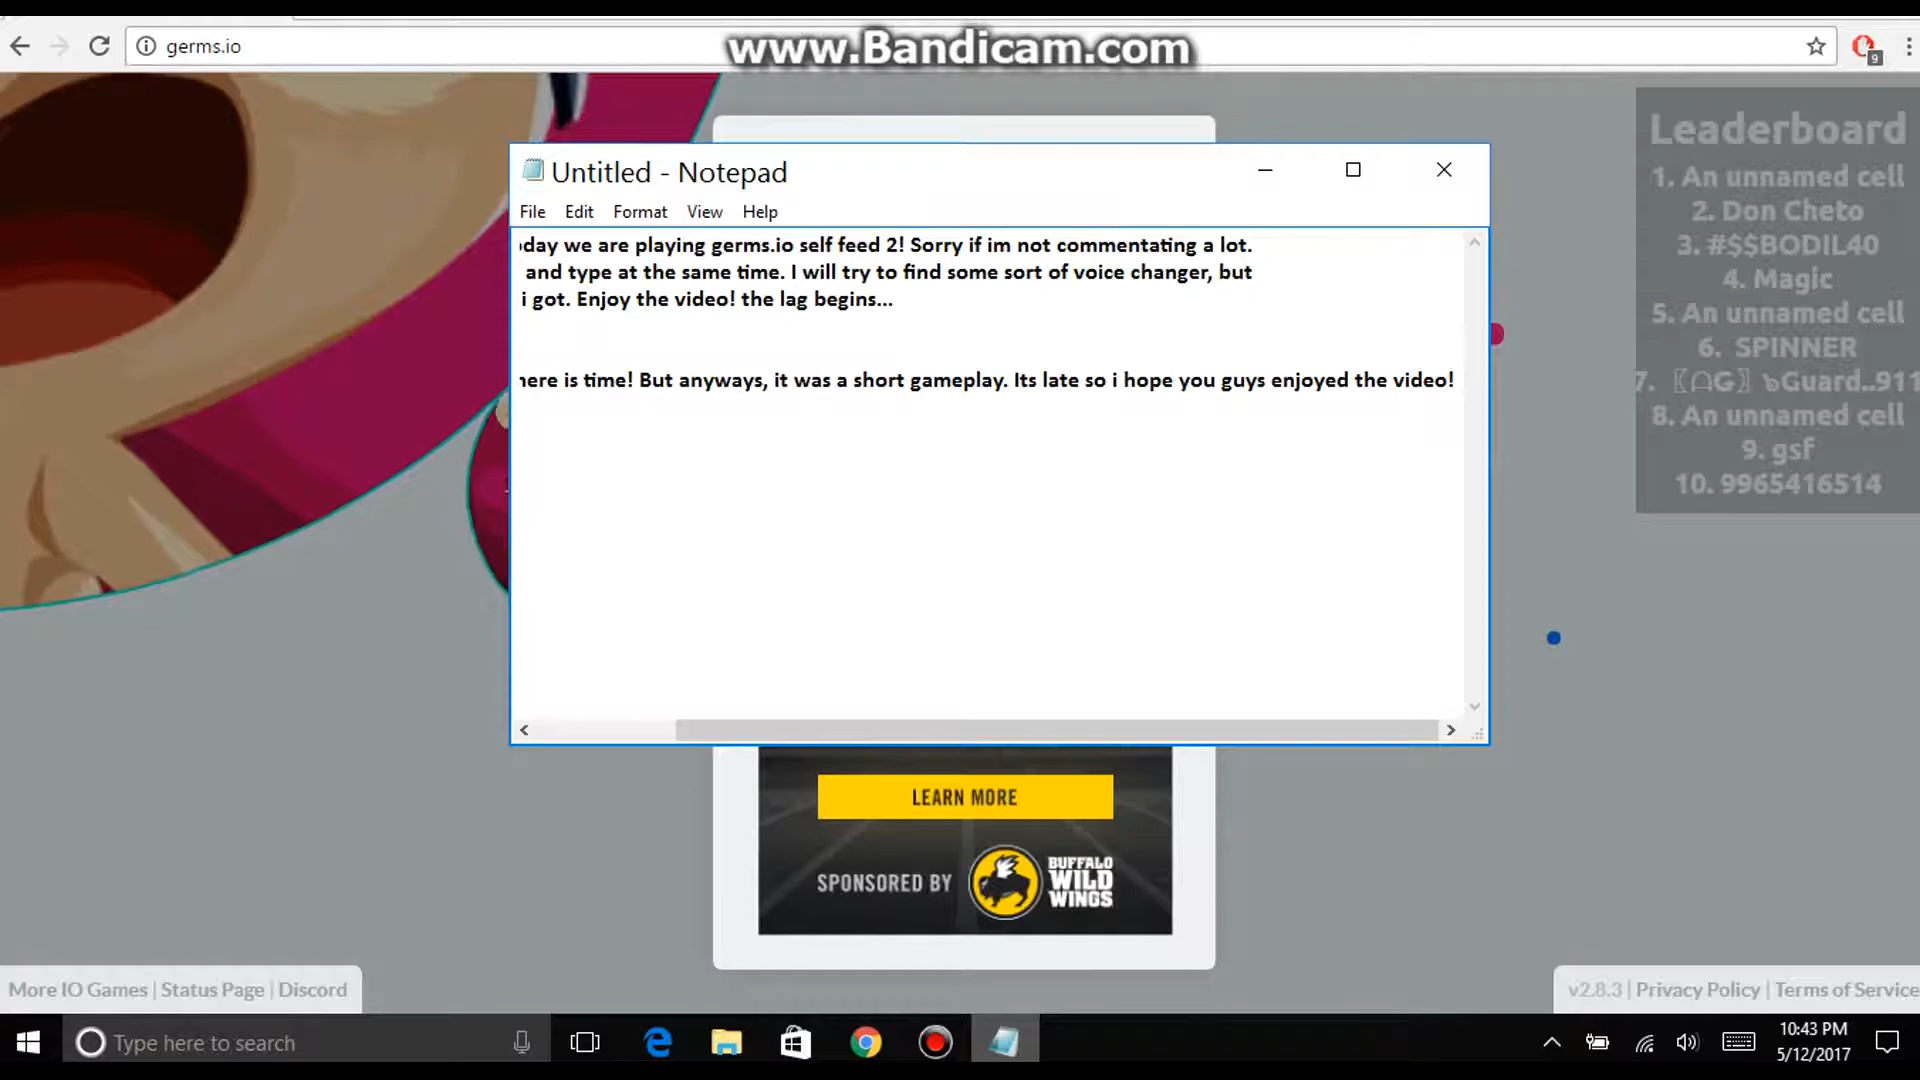 germs.io
www.Bandicam.com
9
Untitled - Notepad
File Edit Format View Help
day we are playing germs.io self feed 2! Sorry if im not commentating a lot.
and type at the same time. I will try to find some sort of voice changer, but
i got. Enjoy the video! the lag begins...
here is time! But anyways, it was a short gameplay. Its late so i hope you guys enjoyed the video!
Leaderboard
1. An unnamed cell
2. Don Cheto
3. #$$BODIL40
4. Magic
5. An unnamed cell
6. SPINNER
7. Guard..911
8. An unnamed cell
9. gsf
10. 9965416514
LEARN MORE
SPONSORED BY
BUFFALO
WILD
WINGS
More IO Games | Status Page | Discord
v2.8.3 | Privacy Policy | Terms of Service
Type here to search
10:43 PM
5/12/2017